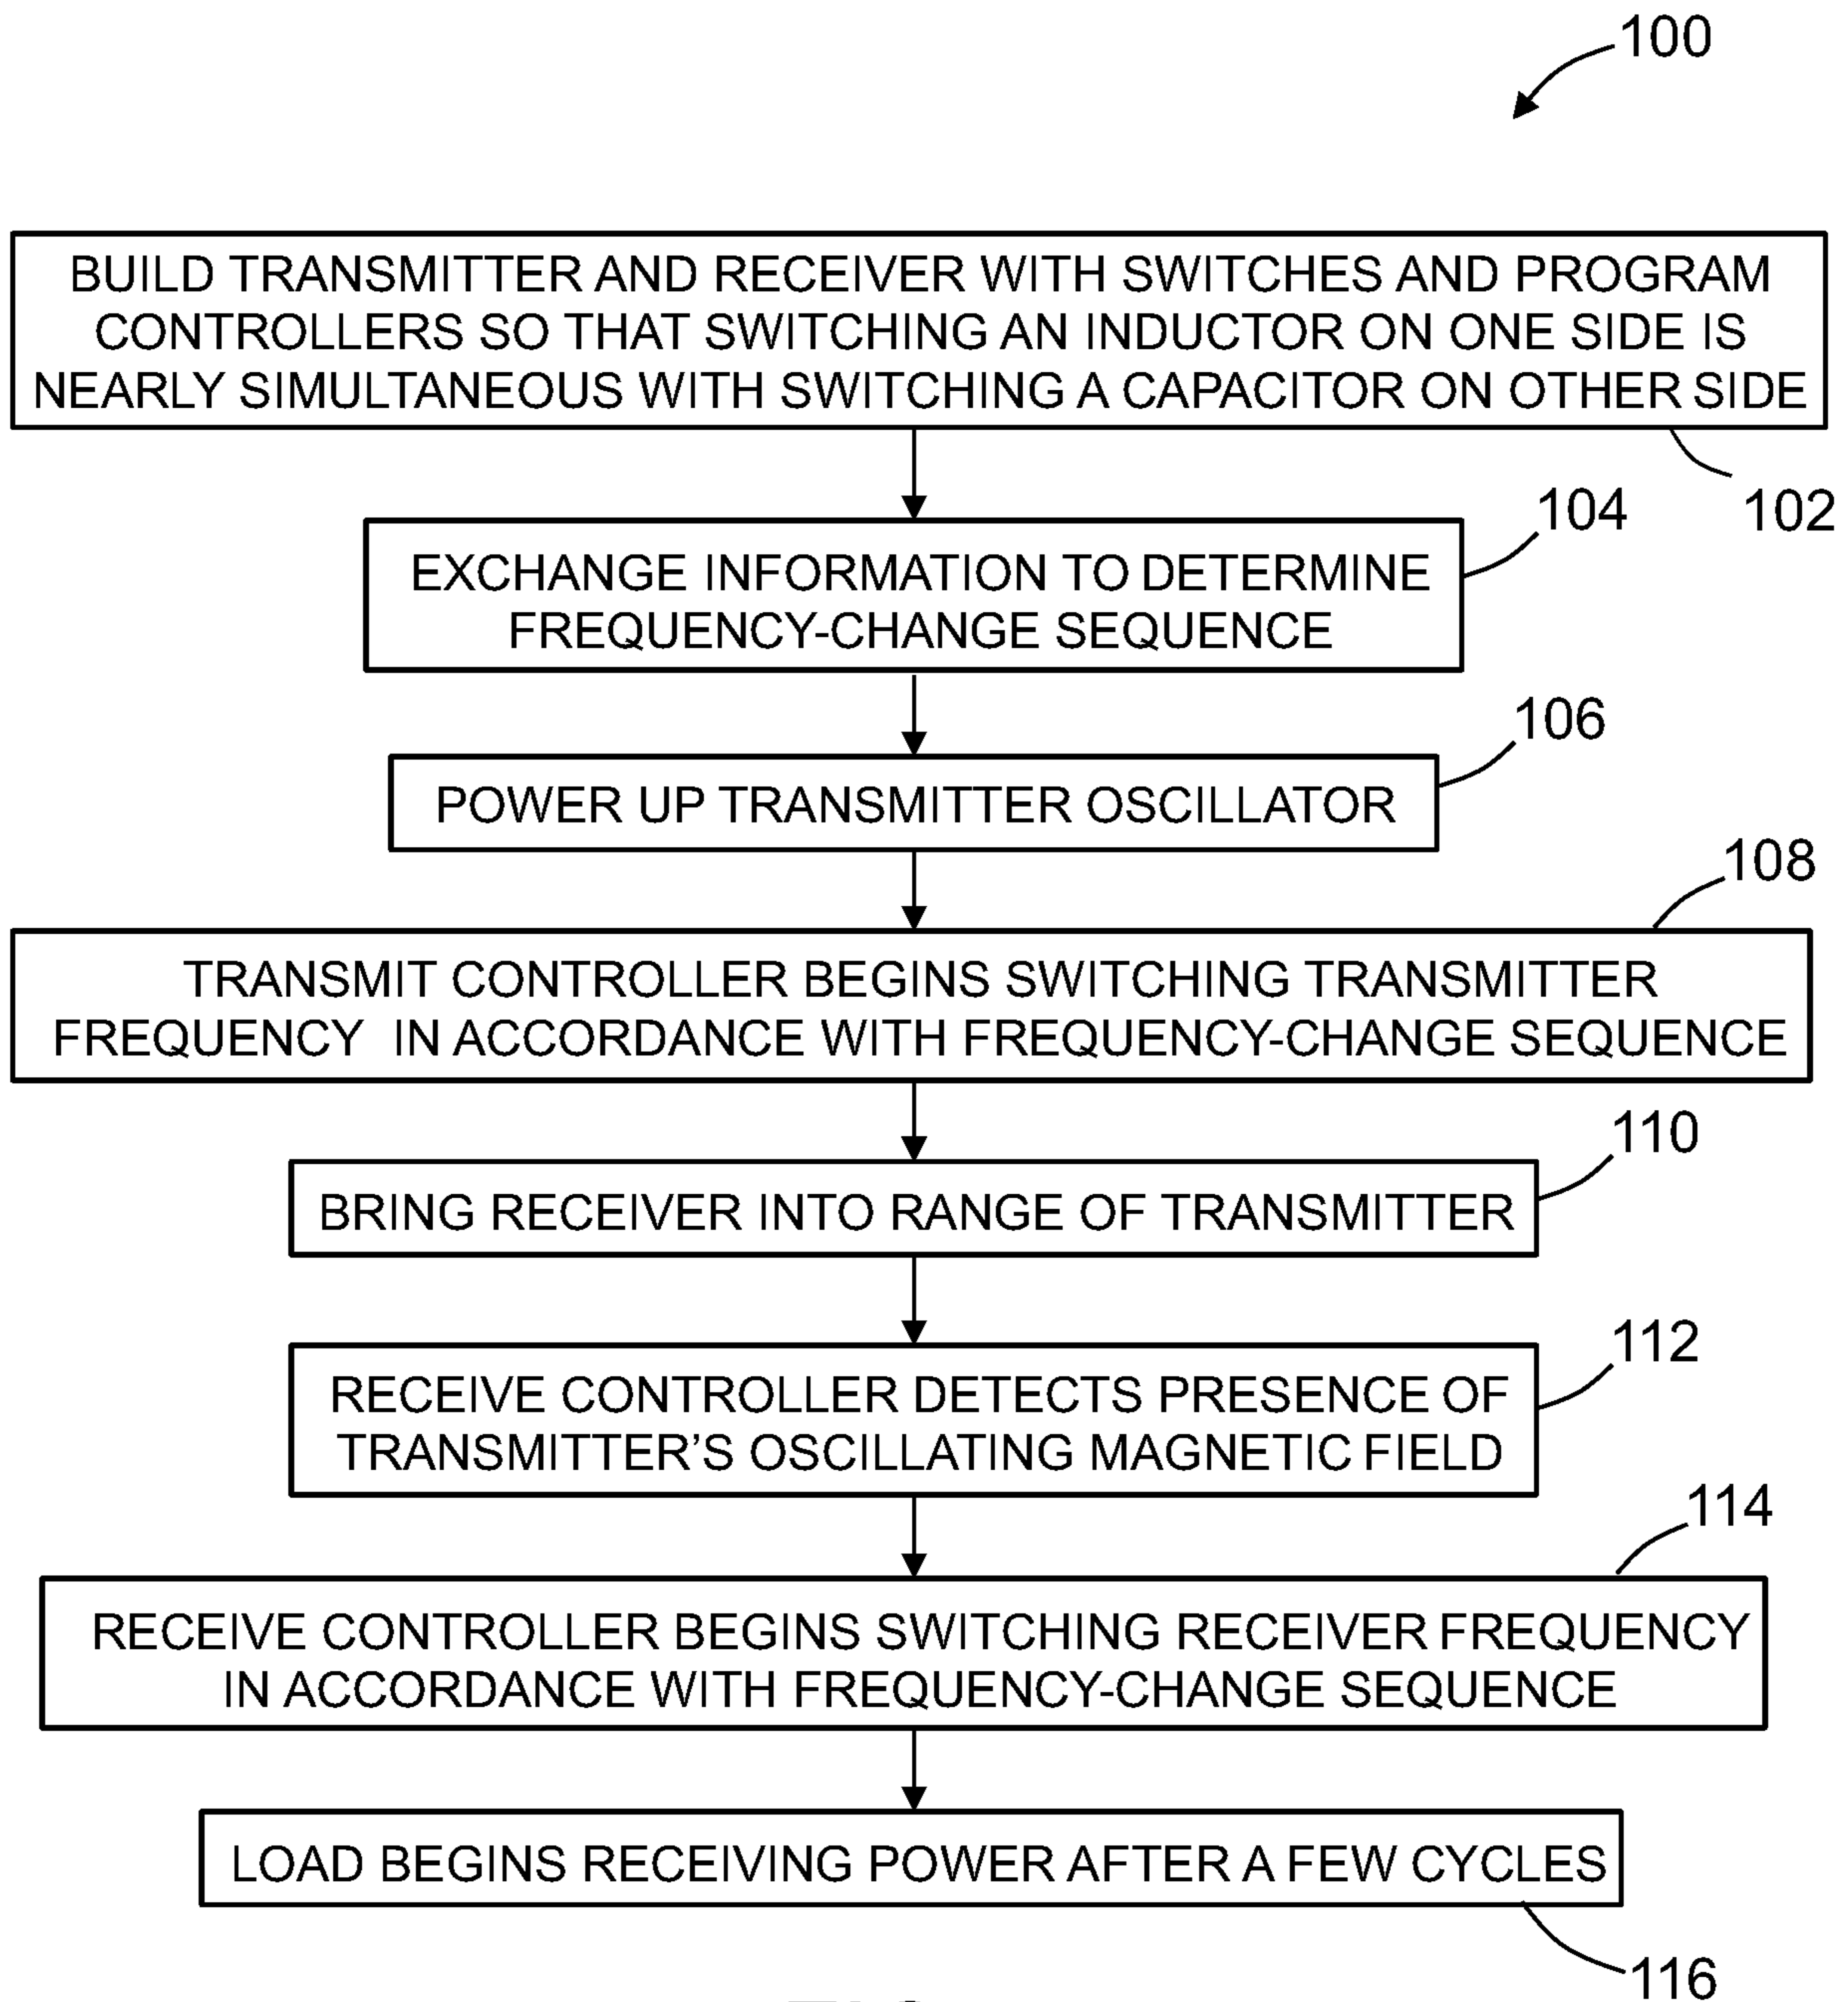 100
BUILD TRANSMITTER AND RECEIVER WITH SWITCHES AND PROGRAM
CONTROLLERS SO THAT SWITCHING AN INDUCTOR ON ONE SIDE IS
NEARLY SIMULTANEOUS WITH SWITCHING A CAPACITOR ON OTHER SIDE
102
104
EXCHANGE INFORMATION TO DETERMINE
FREQUENCY-CHANGE SEQUENCE
106
POWER UP TRANSMITTER OSCILLATOR
108
TRANSMIT CONTROLLER BEGINS SWITCHING TRANSMITTER
FREQUENCY IN ACCORDANCE WITH FREQUENCY-CHANGE SEQUENCE
110
BRING RECEIVER INTO RANGE OF TRANSMITTER
112
RECEIVE CONTROLLER DETECTS PRESENCE OF
TRANSMITTER'S OSCILLATING MAGNETIC FIELD
114
RECEIVE CONTROLLER BEGINS SWITCHING RECEIVER FREQUENCY
IN ACCORDANCE WITH FREQUENCY-CHANGE SEQUENCE
LOAD BEGINS RECEIVING POWER AFTER A FEW CYCLES
116